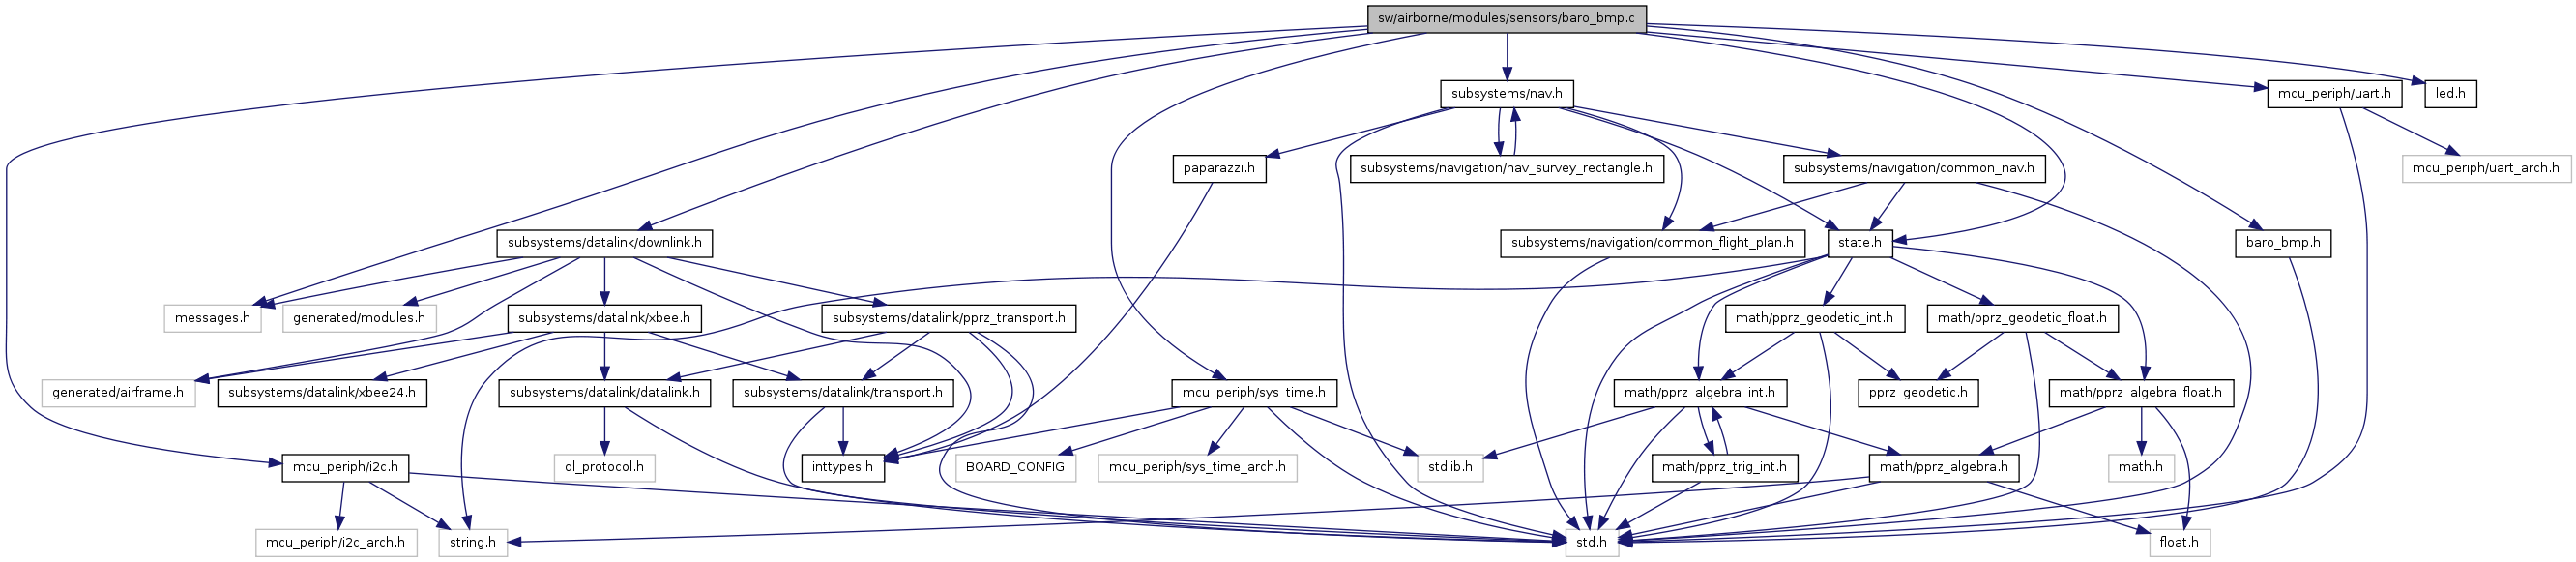 sw/airborne/modules/sensors/baro_bmp.c
subsystems/nav.h
mcu_periph/uart.h
led.h
paparazzi.h
subsystems/navigation/nav_survey_rectangle.h
subsystems/navigation/common_nav.h
mcu_periph/uart_arch.h
subsystems/datalink/downlink.h
subsystems/navigation/common_flight_plan.h
state.h
baro_bmp.h
messages.h
generated/modules.h
subsystems/datalink/xbee.h
subsystems/datalink/pprz_transport.h
math/pprz_geodetic_int.h
math/pprz_geodetic_float.h
generated/airframe.h
subsystems/datalink/xbee24.h
subsystems/datalink/datalink.h
subsystems/datalink/transport.h
mcu_periph/sys_time.h
math/pprz_algebra_int.h
pprz_geodetic.h
math/pprz_algebra_float.h
mcu_periph/i2c.h
dl_protocol.h
inttypes.h
BOARD_CONFIG
mcu_periph/sys_time_arch.h
stdlib.h
math/pprz_trig_int.h
math/pprz_algebra.h
math.h
mcu_periph/i2c_arch.h
string.h
std.h
float.h